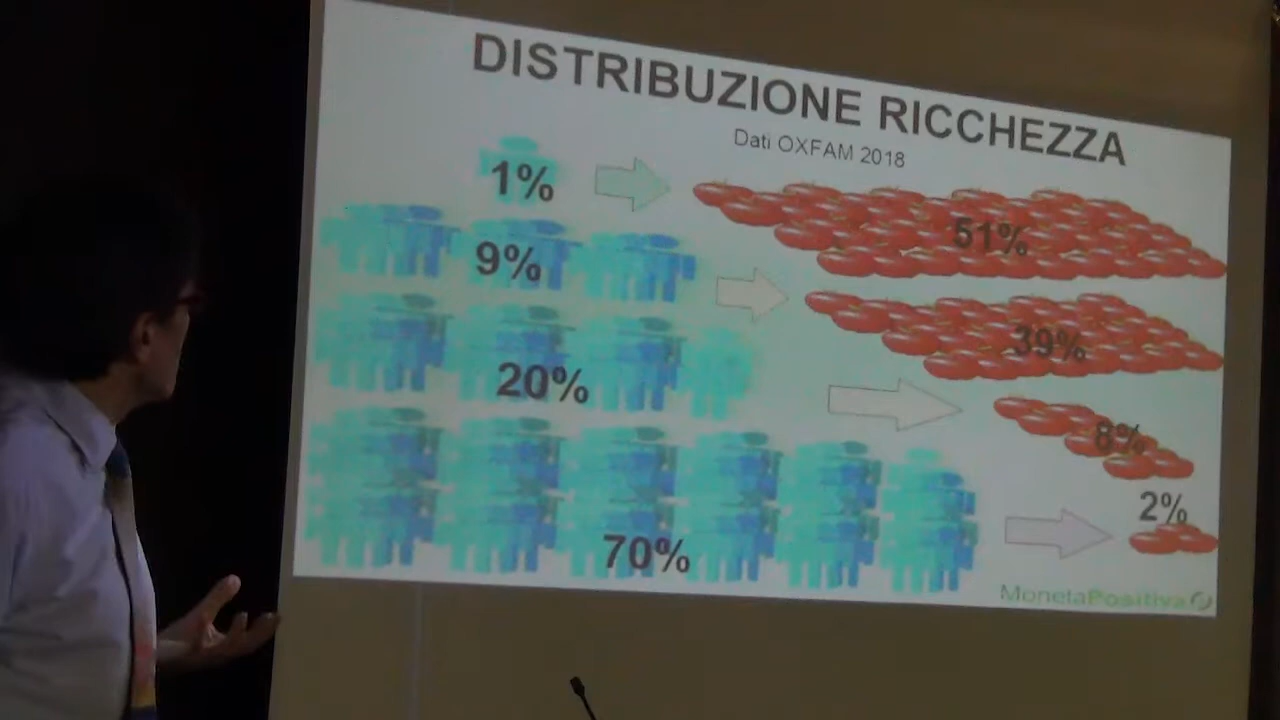 DISTRIBUZIONE RICCHEZZA
Dati OXFAM 2018
1%
51%
9%
39%
20%
8%
70%
2%
MonetaPositiva